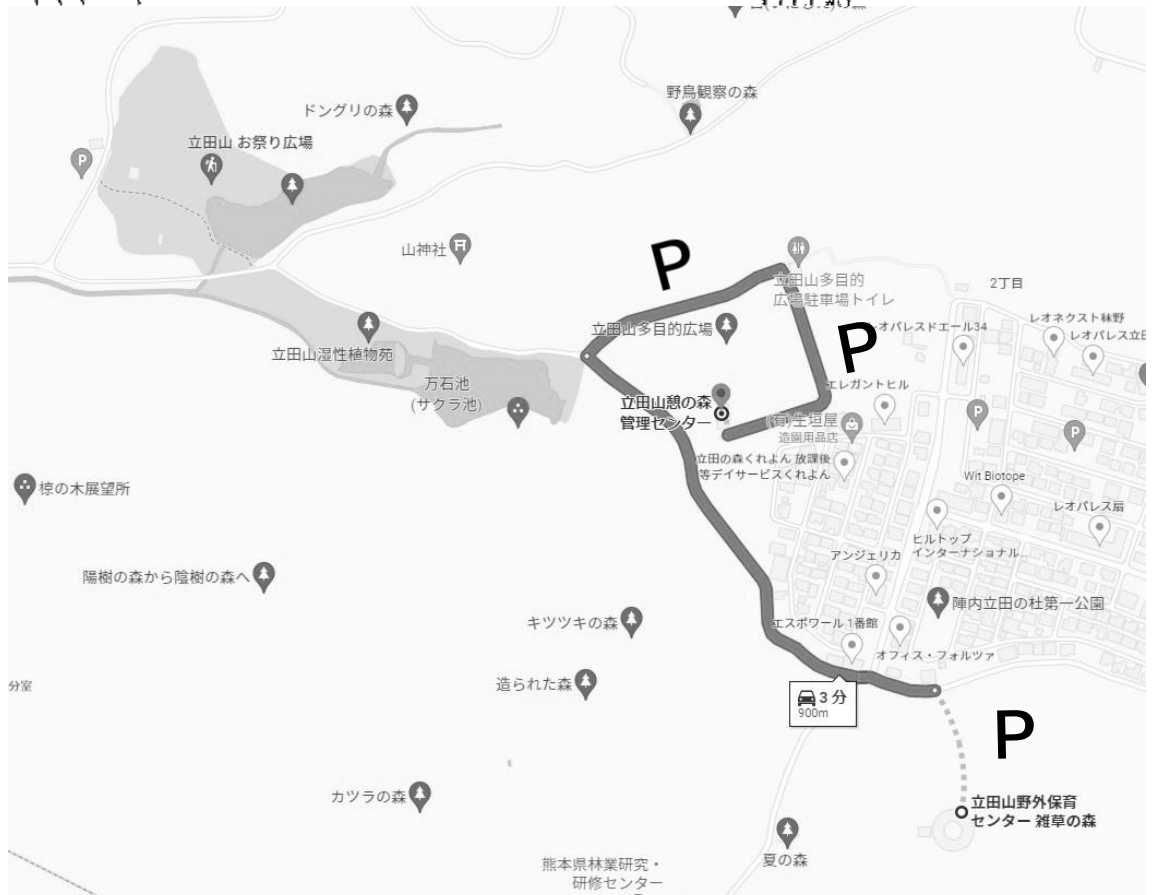 野鳥観察の森
ドングリの森
立田山 お祭り広場
P
山神社
P
立田山多目的
広場駐車場トイレ
2丁目
レオネクスト秣野
レオパレスドエール34
立田山多目的広場
P
立田山湿性植物苑
万石池
(サクラ池)
エレガントヒル
立田山憩の森
管理センター
(有)生垣屋
造園用品店
P
P
立田の森くれよん 放課後
等デイサービスくれよん
Wit Biotope
椋の木展望所
レオパレス扇
ヒルトップ
インターナショナル...
アンジェリカ
陽樹の森から陰樹の森へ
陣内立田の杜第一公園
キツツキの森
エスポワール 1番館
オフィス・フォルツァ
分室
造られた森
3 分
900m
P
カツラの森
立田山野外保育
センター 雑草の森
夏の森
熊本県林業研究・
研修センター